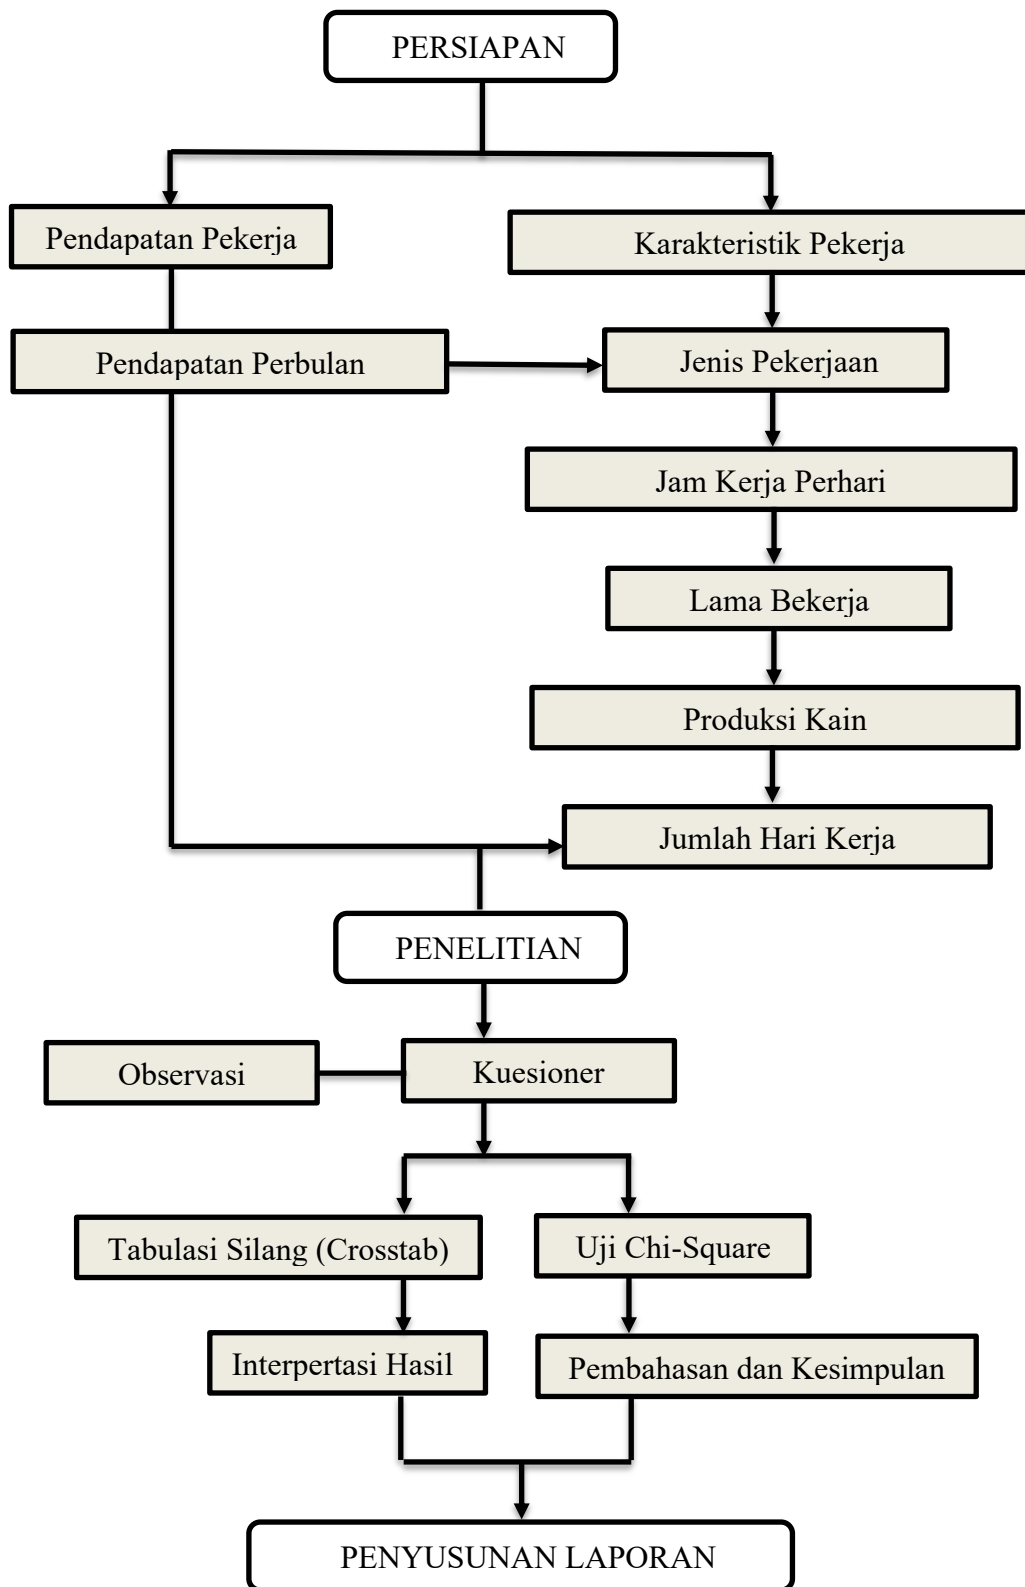 PERSIAPAN
Pendapatan Pekerja
Karakteristik Pekerja
Pendapatan Perbulan
Jenis Pekerjaan
Jam Kerja Perhari
Lama Bekerja
Produksi Kain
Jumlah Hari Kerja
PENELITIAN
Observasi
Kuesioner
Tabulasi Silang (Crosstab)
Uji Chi-Square
Interpertasi Hasil
Pembahasan dan Kesimpulan
PENYUSUNAN LAPORAN